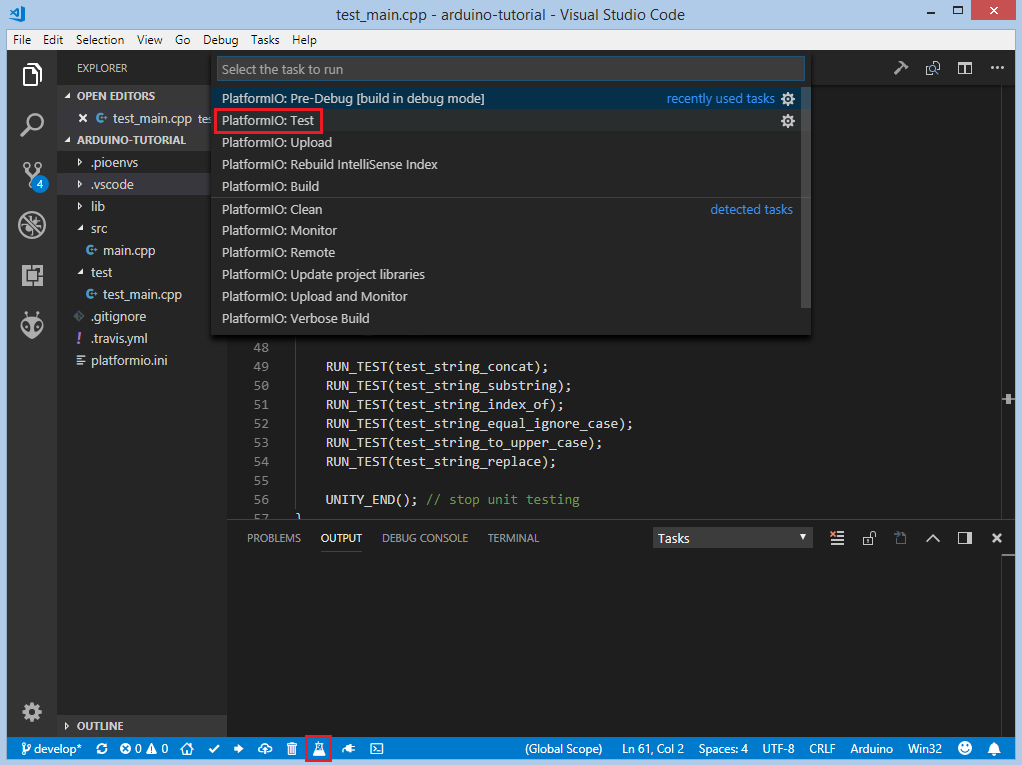 test_main.cpp - arduino-tutorial - Visual Studio Code
File Edit Selection View Go Debug Tasks Help
EXPLORER
OPEN EDITORS
test_main.cpp tes
ARDUINO-TUTORIAL
.pioenvs
.vscode
lib
src
main.cpp
test
test_main.cpp
.gitignore
.travis.yml
platformio.ini
4
OUTLINE
Select the task to run
PlatformIO: Pre-Debug [build in debug mode] recently used tasks
PlatformIO: Test
PlatformIO: Upload
PlatformIO: Rebuild IntelliSense Index
PlatformIO: Build
PlatformIO: Clean detected tasks
PlatformIO: Monitor
PlatformIO: Remote
PlatformIO: Update project libraries
PlatformIO: Upload and Monitor
PlatformIO: Verbose Build
48
49 RUN_TEST(test_string_concat);
50 RUN_TEST(test_string_substring);
51 RUN_TEST(test_string_index_of);
52 RUN_TEST(test_string_equal_ignore_case);
53 RUN_TEST(test_string_to_upper_case);
54 RUN_TEST(test_string_replace);
55
56 UNITY_END(); // stop unit testing
57 }
PROBLEMS OUTPUT DEBUG CONSOLE TERMINAL Tasks
develop* 0 0 (Global Scope) Ln 61, Col 2 Spaces: 4 UTF-8 CRLF Arduino Win32